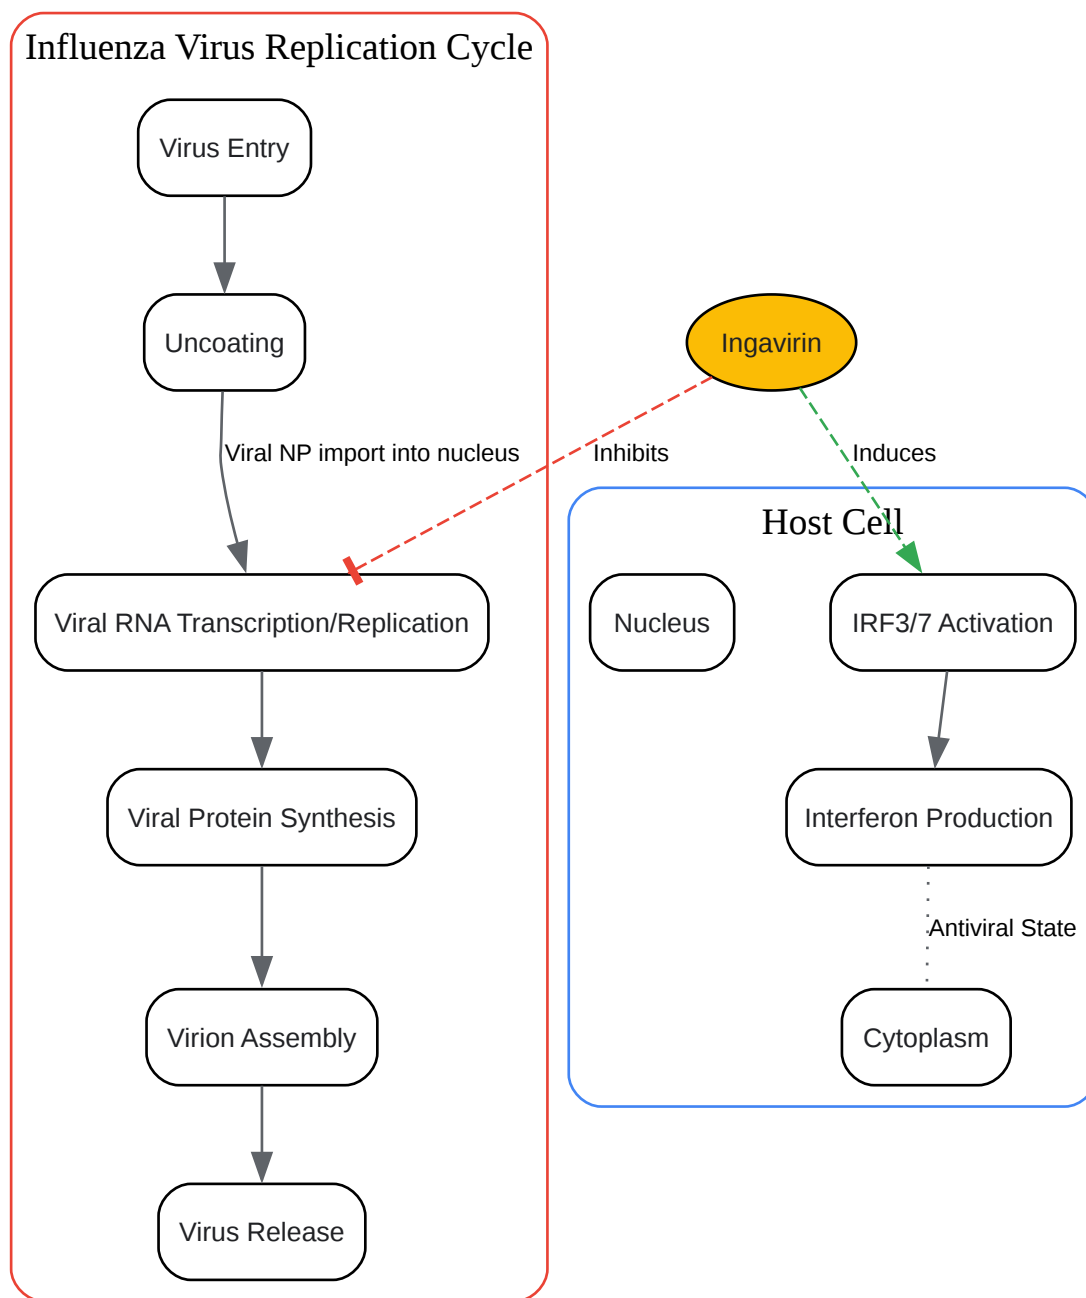 Influenza Virus Replication Cycle
Virus Entry
Uncoating
Viral NP import into nucleus
Viral RNA Transcription/Replication
Viral Protein Synthesis
Virion Assembly
Virus Release
Ingavirin
Inhibits
Induces
Host Cell
Nucleus
IRF3/7 Activation
Interferon Production
Antiviral State
Cytoplasm